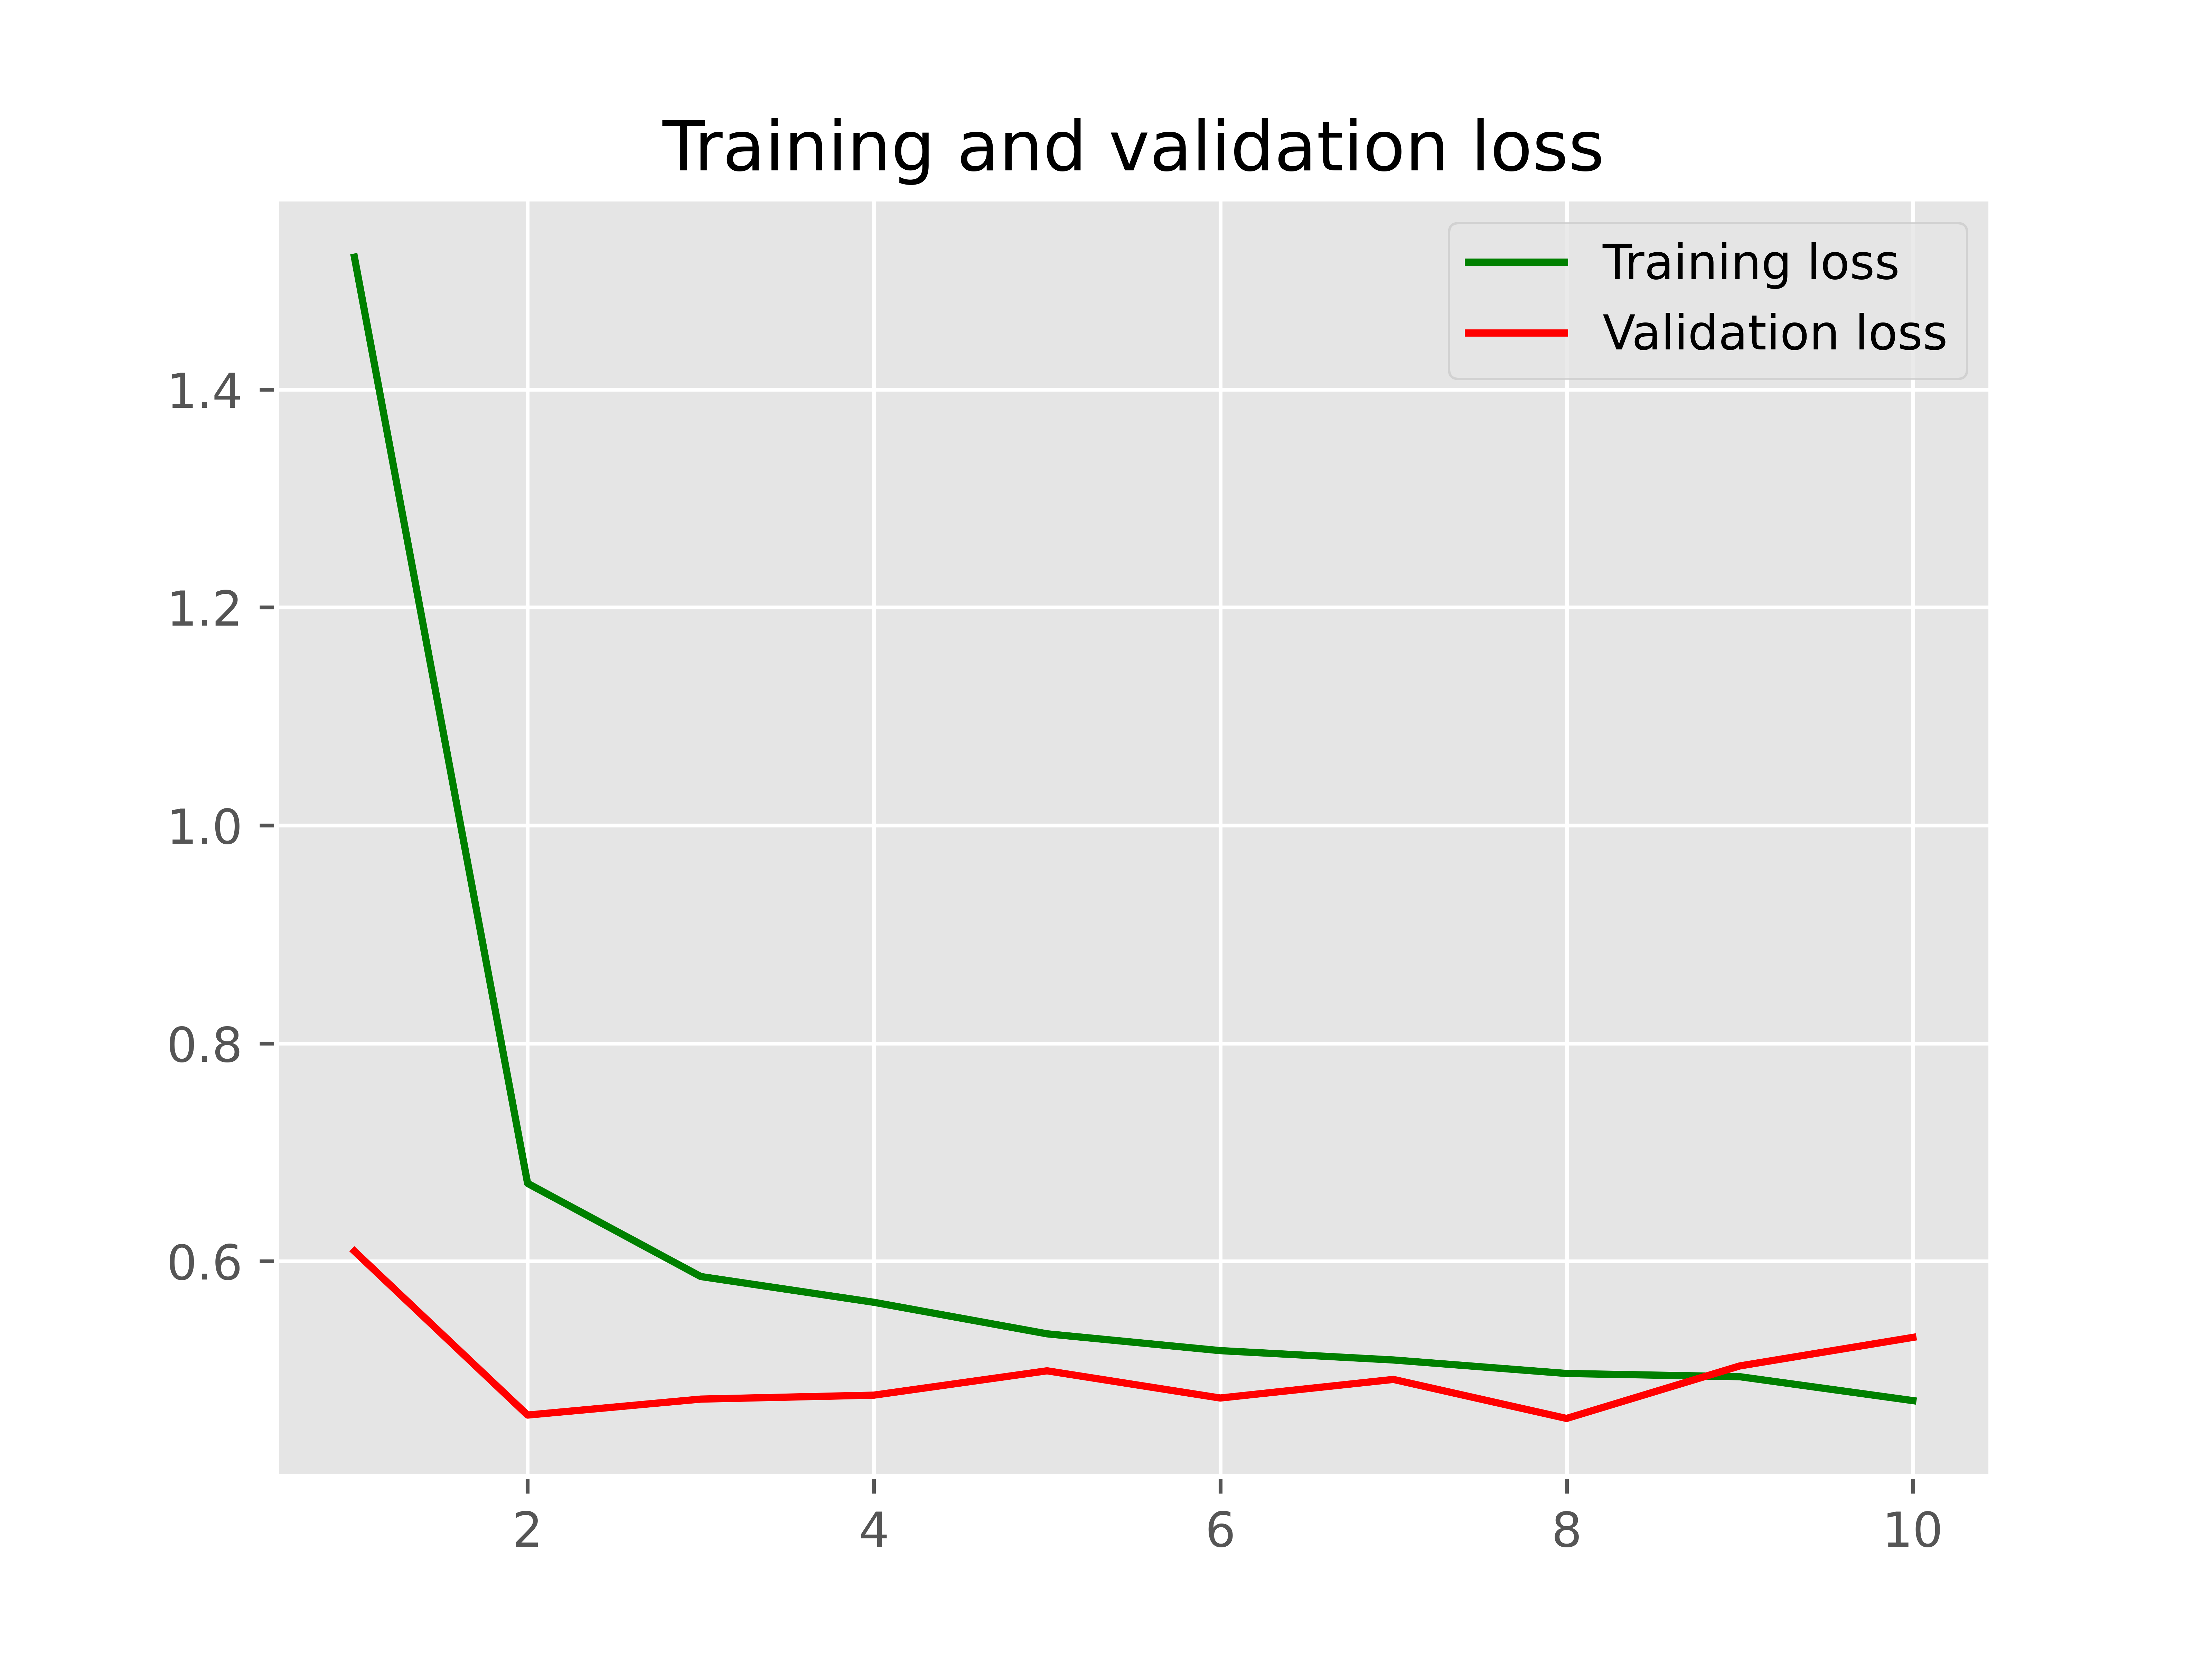 Training and validation loss
Training loss
Validation loss
1.4
1.2
1.0
0.8
0.6
2 4 6 8 10